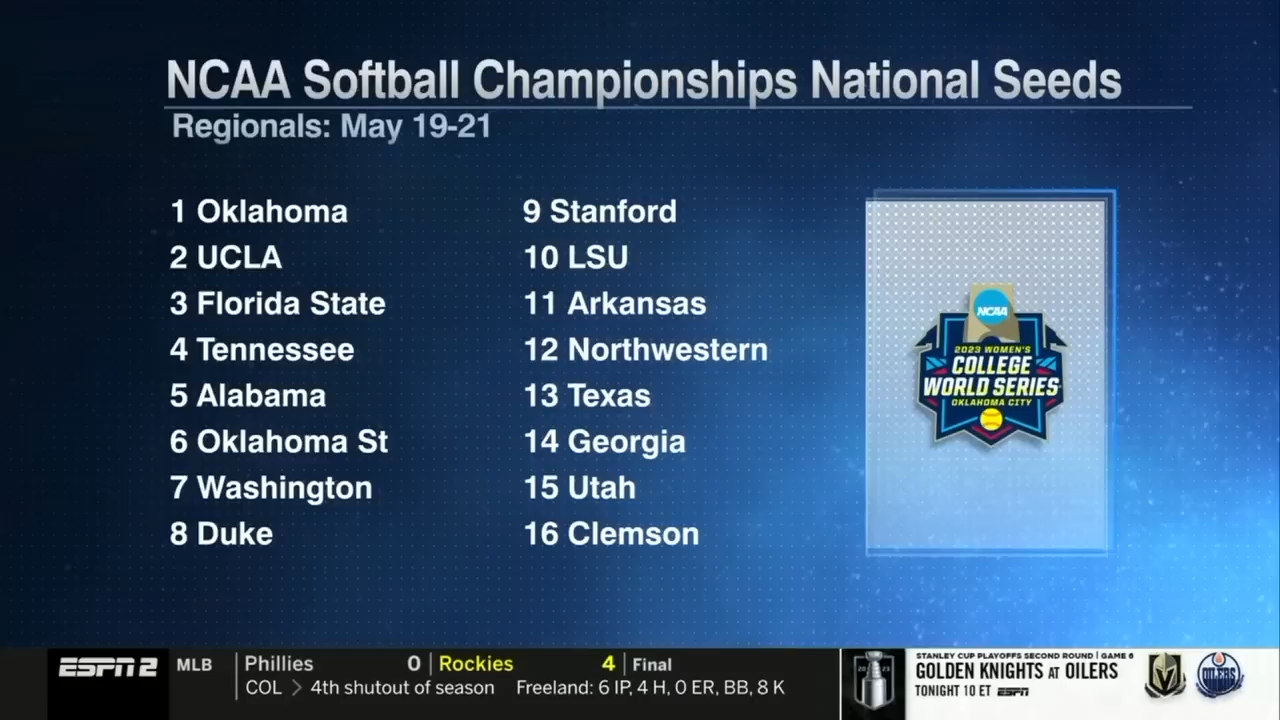 NCAA Softball Championships National Seeds
Regionals: May 19-21
1 Oklahoma
2 UCLA
3 Florida State
4 Tennessee
5 Alabama
6 Oklahoma St
7 Washington
8 Duke
9 Stanford
10 LSU
11 Arkansas
12 Northwestern
13 Texas
14 Georgia
15 Utah
16 Clemson
NCAA
2023 WOMEN'S
COLLEGE
WORLD SERIES
OKLAHOMA CITY
ESPN 2
MLB
Phillies 0 Rockies 4 Final
COL > 4th shutout of season Freeland: 6 IP, 4 H, 0 ER, BB, 8 K
STANLEY CUP PLAYOFFS SECOND ROUND | GAME 6
GOLDEN KNIGHTS AT OILERS
TONIGHT 10 ET ESPN
OILERS